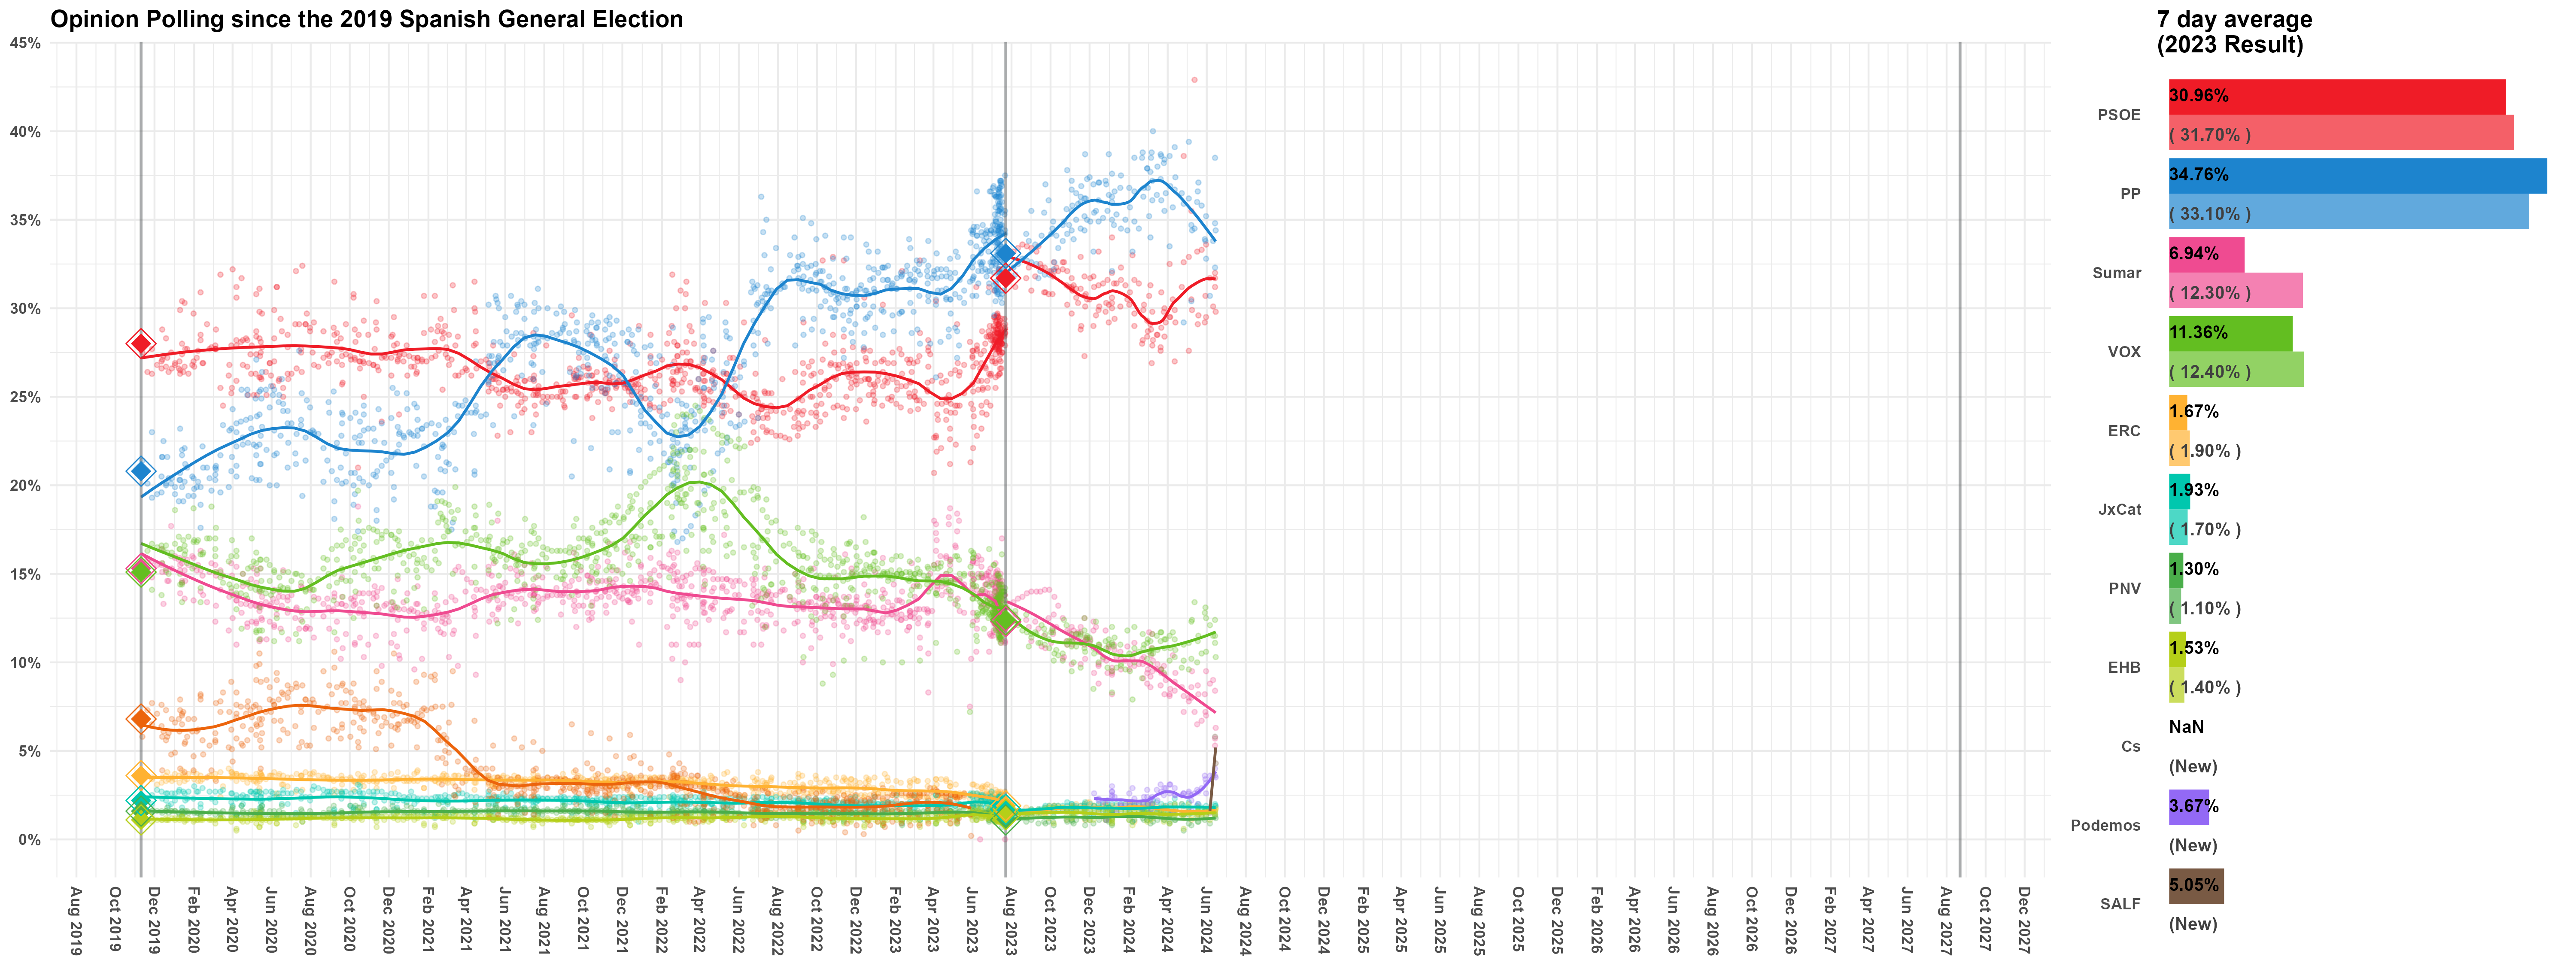 Opinion Polling since the 2019 Spanish General Election
45%
40%
35%
30%
25%
20%
15%
10%
5%
0%
Aug 2019
Oct 2019
Dec 2019
Feb 2020
Apr 2020
Jun 2020
Aug 2020
Oct 2020
Dec 2020
Feb 2021
Apr 2021
Jun 2021
Aug 2021
Oct 2021
Dec 2021
Feb 2022
Apr 2022
Jun 2022
Aug 2022
Oct 2022
Dec 2022
Feb 2023
Apr 2023
Jun 2023
Aug 2023
Oct 2023
Dec 2023
Feb 2024
Apr 2024
Jun 2024
Aug 2024
Oct 2024
Dec 2024
Feb 2025
Apr 2025
Jun 2025
Aug 2025
Oct 2025
Dec 2025
Feb 2026
Apr 2026
Jun 2026
Aug 2026
Oct 2026
Dec 2026
Feb 2027
Apr 2027
Jun 2027
Aug 2027
Oct 2027
Dec 2027
7 day average
(2023 Result)
PSOE
30.96%
( 31.70% )
PP
34.76%
( 33.10% )
Sumar
6.94%
( 12.30% )
VOX
11.36%
( 12.40% )
ERC
1.67%
( 1.90% )
JxCat
1.93%
( 1.70% )
PNV
1.30%
( 1.10% )
EHB
1.53%
( 1.40% )
Cs
NaN
(New)
Podemos
3.67%
(New)
SALF
5.05%
(New)